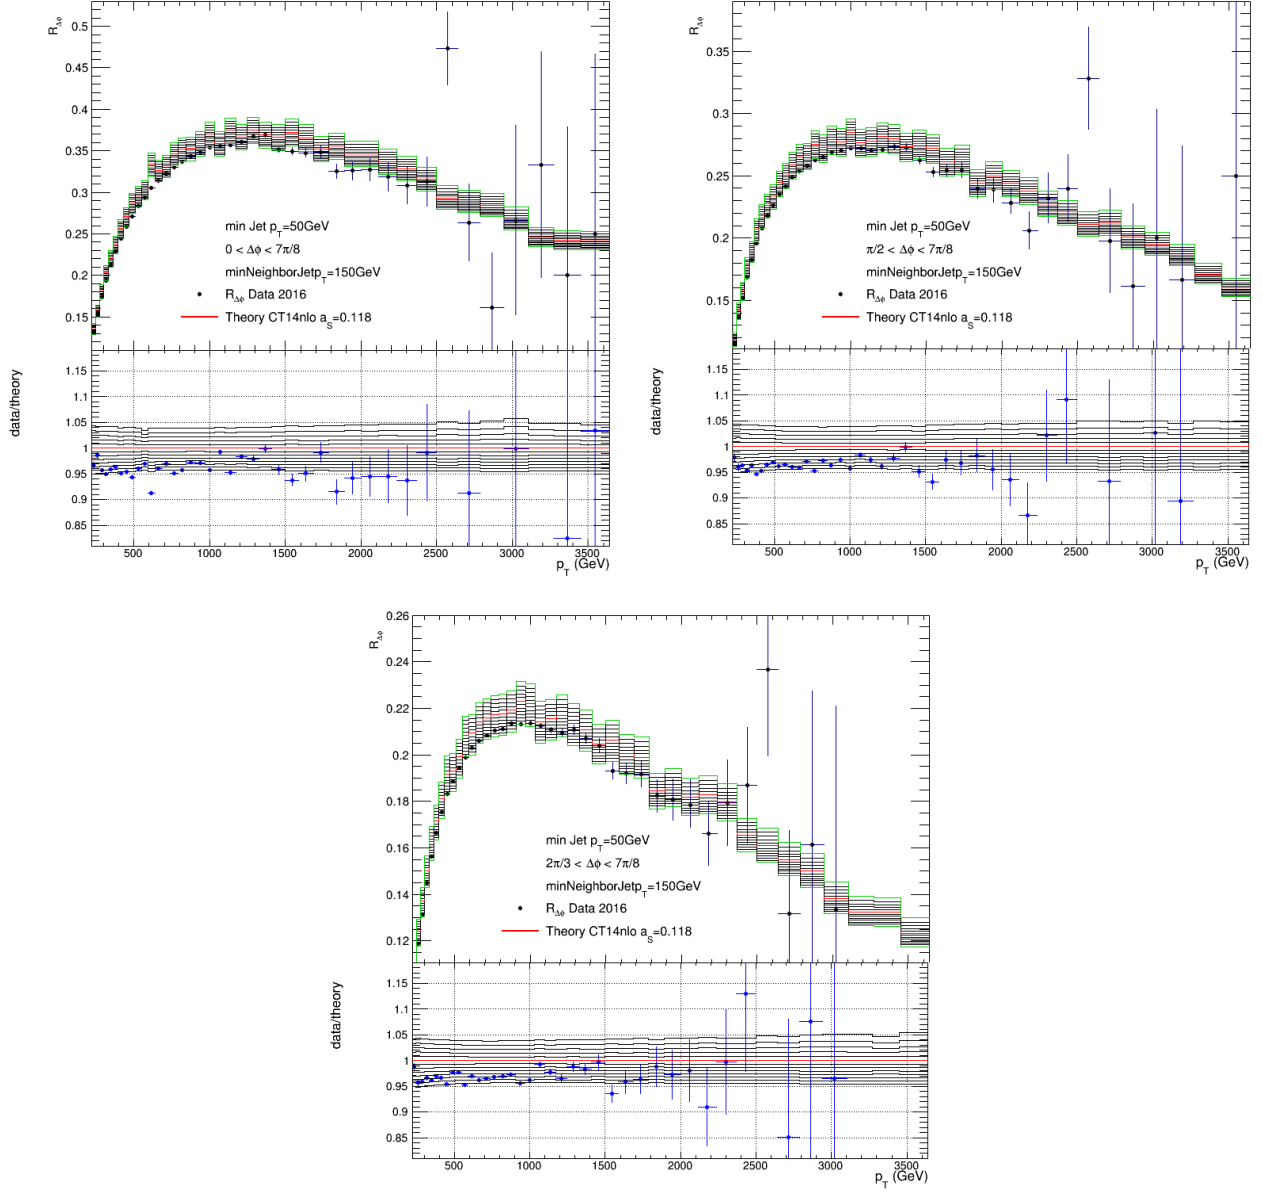 R_Δφ
0.5
0.45
0.4
0.35
0.3
0.25
0.2
0.15
min Jet p_T=50GeV
0 < Δφ < 7π/8
minNeighborJetp_T=150GeV
R_Δφ Data 2016
Theory CT14nlo a_S=0.118
data/theory
1.15
1.1
1.05
1
0.95
0.9
0.85
500 1000 1500 2000 2500 3000 3500
p_T (GeV)
R_Δφ
0.35
0.3
0.25
0.2
0.15
min Jet p_T=50GeV
π/2 < Δφ < 7π/8
minNeighborJetp_T=150GeV
R_Δφ Data 2016
Theory CT14nlo a_S=0.118
data/theory
1.15
1.1
1.05
1
0.95
0.9
0.85
500 1000 1500 2000 2500 3000 3500
p_T (GeV)
R_Δφ
0.26
0.24
0.22
0.2
0.18
0.16
0.14
0.12
min Jet p_T=50GeV
2π/3 < Δφ < 7π/8
minNeighborJetp_T=150GeV
R_Δφ Data 2016
Theory CT14nlo a_S=0.118
data/theory
1.15
1.1
1.05
1
0.95
0.9
0.85
500 1000 1500 2000 2500 3000 3500
p_T (GeV)